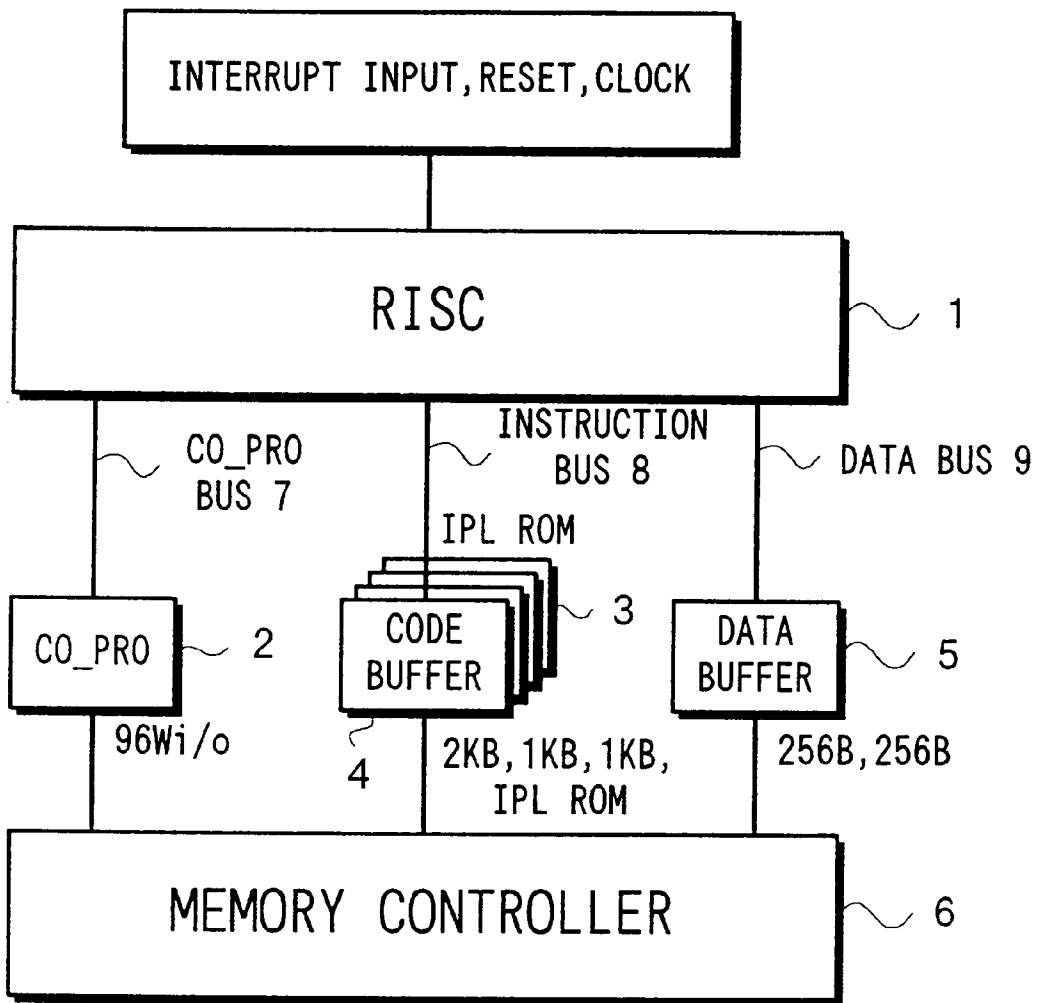 INTERRUPT INPUT, RESET, CLOCK
RISC
1
CO_PRO
BUS 7
INSTRUCTION
BUS 8
DATA BUS 9
IPL ROM
3
CO_PRO
2
CODE
BUFFER
4
DATA
BUFFER
5
96Wi/o
2KB, 1KB, 1KB,
IPL ROM
256B, 256B
MEMORY CONTROLLER
6